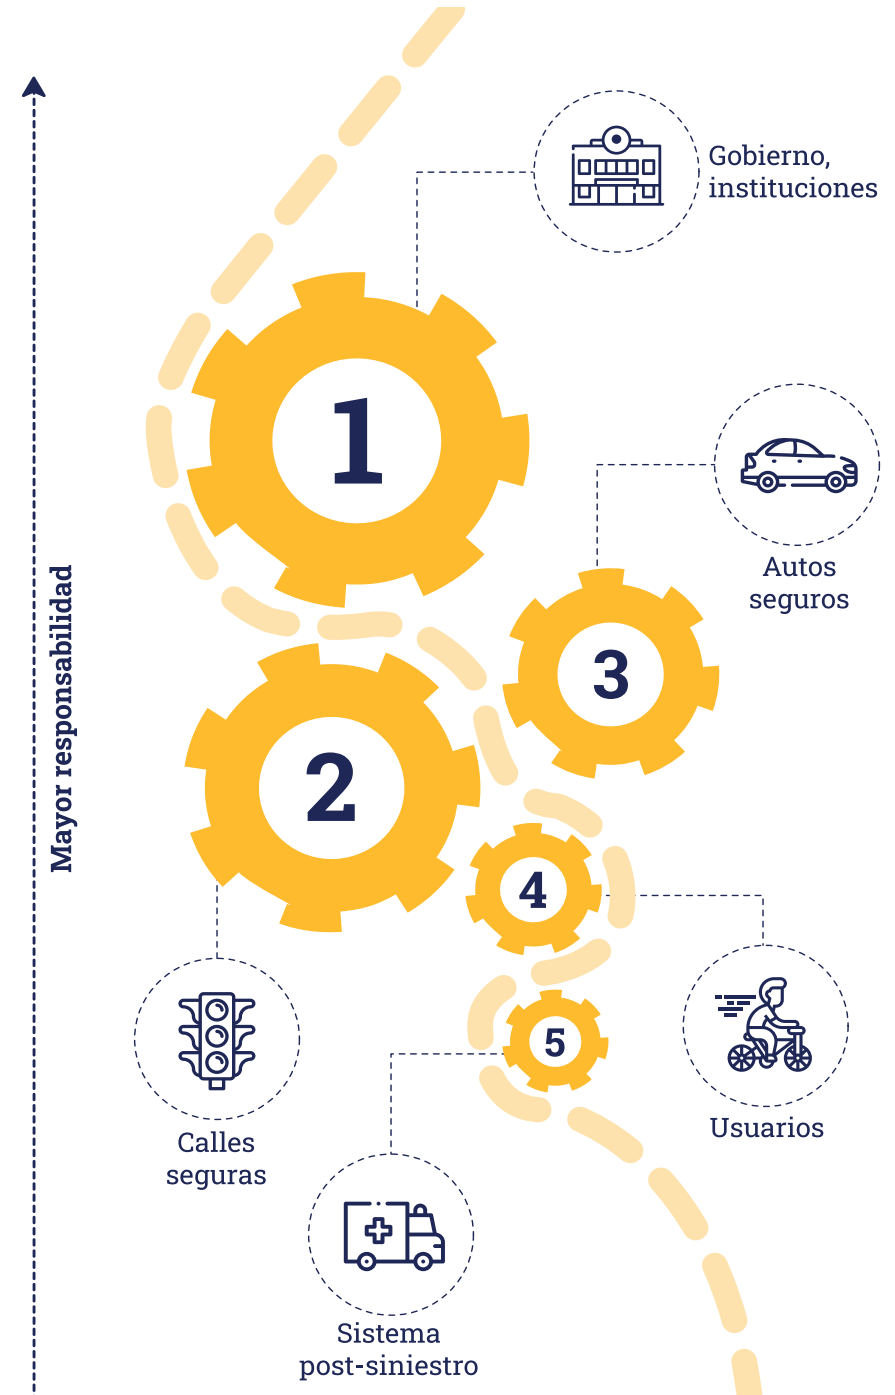 Gobierno,
instituciones
1
Autos
seguros
Mayor responsabilidad
3
2
4
5
Usuarios
Calles
seguras
Sistema
post-siniestro